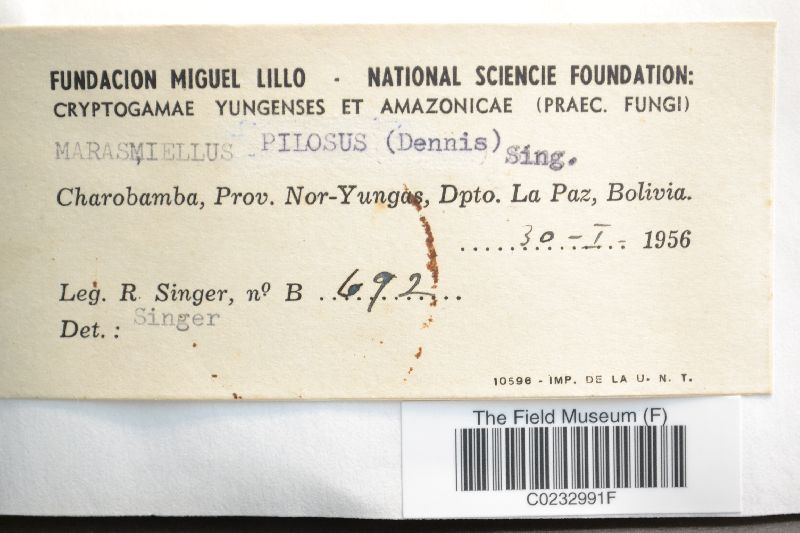 FUNDACION MIGUEL LILLO - NATIONAL SCIENCIE FOUNDATION:
CRYPTOGAMAE YUNGENSES ET AMAZONICAE (PRAEC. FUNGI)
MARASMIELLUS PILOSUS (Dennis) Sing.
Charobamba, Prov. Nor-Yungas, Dpto. La Paz, Bolivia.
30 - I - 1956
Leg. R. Singer, nº B 692
Det.: Singer
10596 - IMP. DE LA U. N. T.
The Field Museum (F)
C0232991F